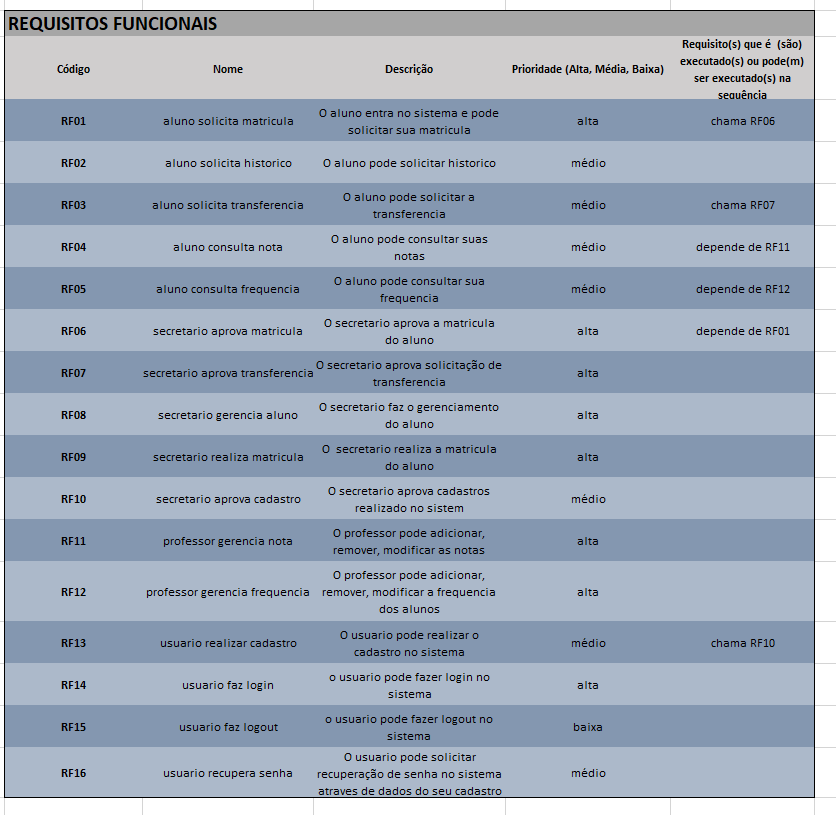 REQUISITOS FUNCIONAIS
Código
Nome
Descrição
Prioridade (Alta, Média, Baixa)
Requisito(s) que é (são)
executado(s) ou pode(m)
ser executado(s) na
sequência
RF01
aluno solicita matricula
O aluno entra no sistema e pode
solicitar sua matricula
alta
chama RF06
RF02
aluno solicita historico
O aluno pode solicitar historico
médio
RF03
aluno solicita transferencia
O aluno pode solicitar a
transferencia
médio
chama RF07
RF04
aluno consulta nota
O aluno pode consultar suas
notas
médio
depende de RF11
RF05
aluno consulta frequencia
O aluno pode consultar sua
frequencia
médio
depende de RF12
RF06
secretario aprova matricula
O secretario aprova a matricula
do aluno
alta
depende de RF01
RF07
secretario aprova transferencia
O secretario aprova solicitação de
transferencia
alta
RF08
secretario gerencia aluno
O secretario faz o gerenciamento
do aluno
alta
RF09
secretario realiza matricula
O secretario realiza a matricula
do aluno
alta
RF10
secretario aprova cadastro
O secretario aprova cadastros
realizado no sistem
médio
RF11
professor gerencia nota
O professor pode adicionar,
remover, modificar as notas
alta
RF12
professor gerencia frequencia
O professor pode adicionar,
remover, modificar a frequencia
dos alunos
alta
RF13
usuario realizar cadastro
O usuario pode realizar o
cadastro no sistema
médio
chama RF10
RF14
usuario faz login
o usuario pode fazer login no
sistema
alta
RF15
usuario faz logout
o usuario pode fazer logout no
sistema
baixa
RF16
usuario recupera senha
O usuario pode solicitar
recuperação de senha no sistema
atraves de dados do seu cadastro
médio